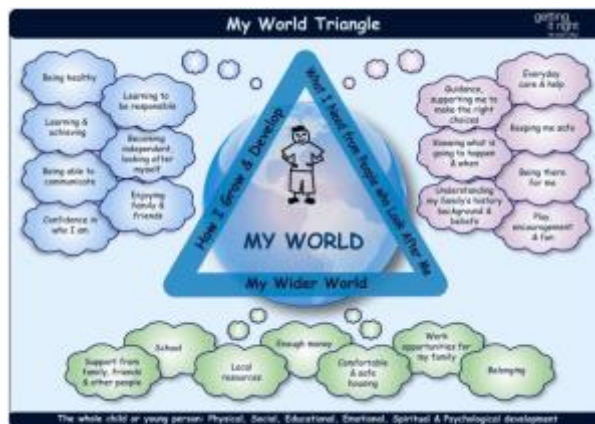 My World Triangle
getting
it right
Being healthy
Learning to
be responsible
Learning &
achieving
Becoming
independent,
looking after
myself
Being able to
communicate
Enjoying
family &
friends
Confidence in
who I am
How I Grow & Develop
What I Need from People who Look After Me
MY WORLD
My Wider World
Everyday
care & help
Guidance,
supporting me to
make the right
choices
Keeping me safe
Knowing what is
going to happen
& when
Being there
for me
Understanding
my family's history
background &
beliefs
Play
encouragement
& fun
Support from
family, friends
& other people
School
Local
resources
Enough money
Comfortable
& safe
housing
Work
opportunities for
my family
Belonging
The whole child or young person: Physical, Social, Educational, Emotional, Spiritual & Psychological development